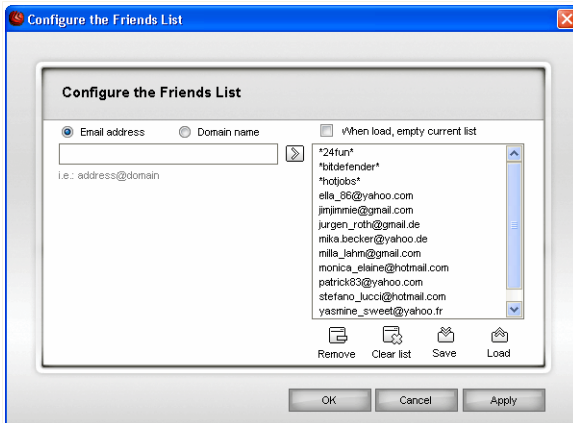 Configure the Friends List
Configure the Friends List
Email address
Domain name
When load, empty current list
i.e.: address@domain
*24fun*
*bitdefender*
*hotjobs*
ella_86@yahoo.com
jimjimmie@gmail.com
jurgen_roth@gmail.de
mika.becker@yahoo.de
milla_lahm@gmail.com
monica_elaine@hotmail.com
patrick83@yahoo.com
stefano_lucci@hotmail.com
yasmine_sweet@yahoo.fr
Remove
Clear list
Save
Load
OK
Cancel
Apply